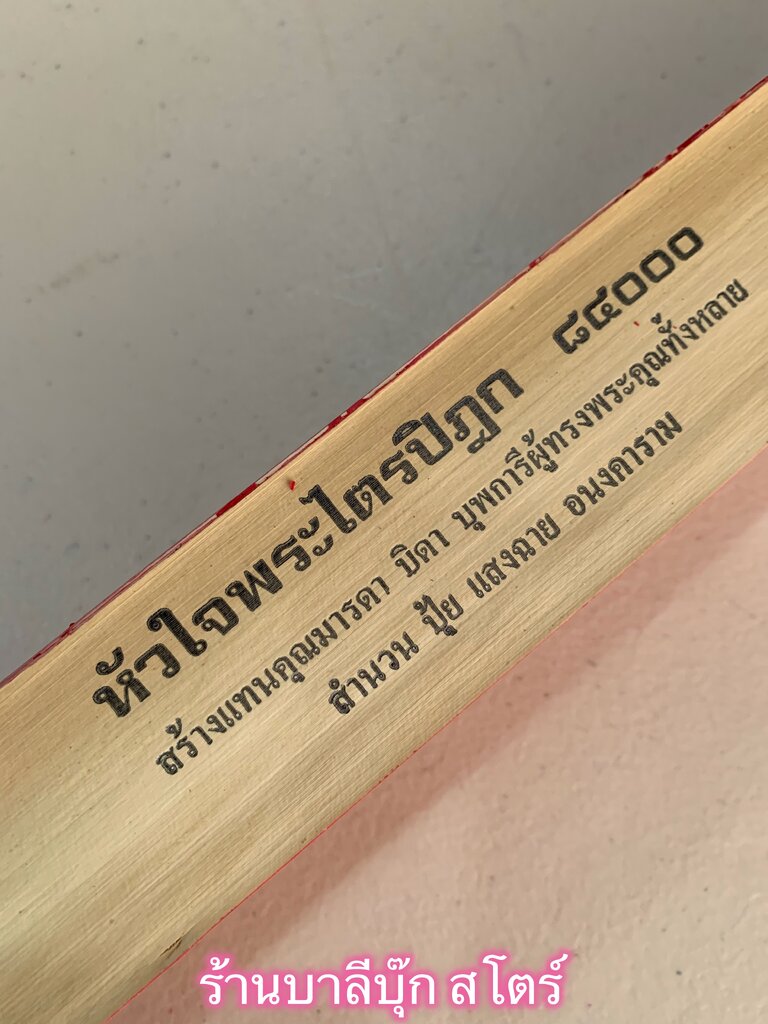 หัวใจพระไตรปิฎก ๘๔๐๐๐
สร้างแทนคุณมารดา บิดา บุพการีผู้ทรงพระคุณทั้งหลาย
สำนวน ปุ้ย แสงฉาย อนงคาราม
ร้านบาลีบุ๊ก สโตร์